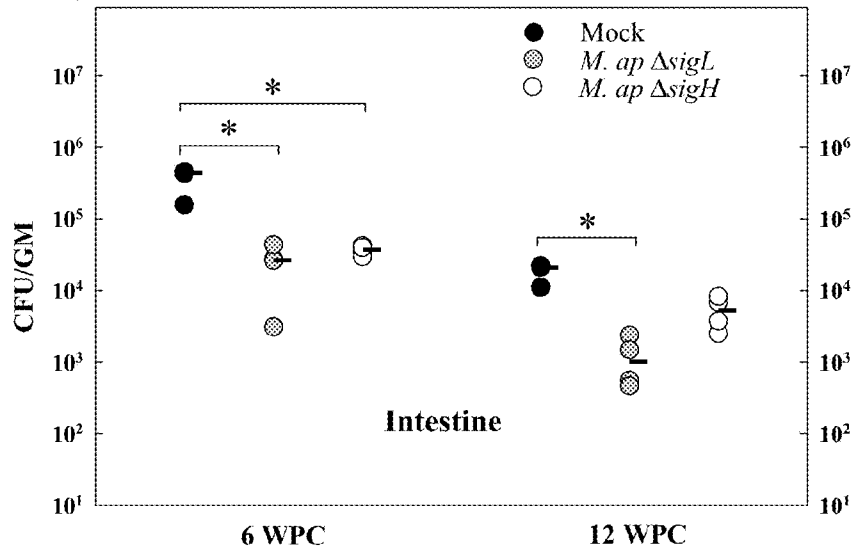 Mock
M. ap ΔsigL
M. ap ΔsigH
10⁷
10⁷
*
10⁶
*
10⁶
10⁵
*
10⁵
CFU/GM
10⁴
10⁴
10³
10³
Intestine
10²
10²
10¹
10¹
6 WPC
12 WPC